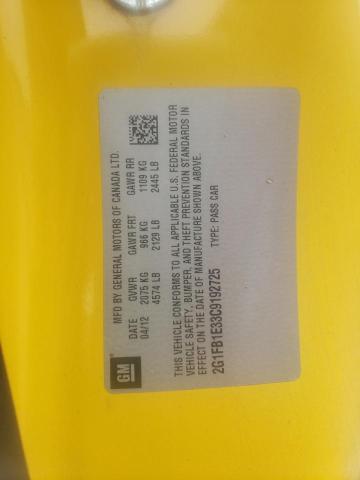 MFD BY GENERAL MOTORS OF CANADA LTD.
DATE GVWR GAWR FRT GAWR RR
04/12 2075 KG 966 KG 1109 KG
4574 LB 2129 LB 2445 LB
THIS VEHICLE CONFORMS TO ALL APPLICABLE U.S. FEDERAL MOTOR
VEHICLE SAFETY, BUMPER, AND THEFT PREVENTION STANDARDS IN
EFFECT ON THE DATE OF MANUFACTURE SHOWN ABOVE.
2G1FB1E33C9192725 TYPE: PASS CAR
GM